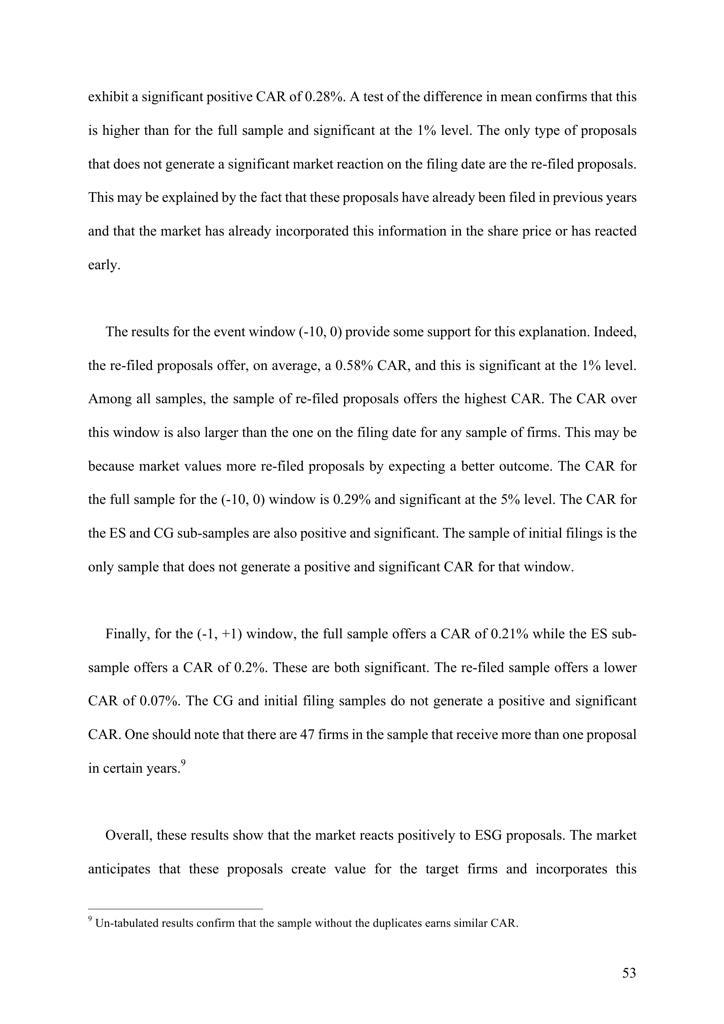 exhibit a significant positive CAR of 0.28%. A test of the difference in mean confirms that this
is higher than for the full sample and significant at the 1% level. The only type of proposals
that does not generate a significant market reaction on the filing date are the re-filed proposals.
This may be explained by the fact that these proposals have already been filed in previous years
and that the market has already incorporated this information in the share price or has reacted
early.
The results for the event window (-10, 0) provide some support for this explanation. Indeed,
the re-filed proposals offer, on average, a 0.58% CAR, and this is significant at the 1% level.
Among all samples, the sample of re-filed proposals offers the highest CAR. The CAR over
this window is also larger than the one on the filing date for any sample of firms. This may be
because market values more re-filed proposals by expecting a better outcome. The CAR for
the full sample for the (-10, 0) window is 0.29% and significant at the 5% level. The CAR for
the ES and CG sub-samples are also positive and significant. The sample of initial filings is the
only sample that does not generate a positive and significant CAR for that window.
Finally, for the (-1, +1) window, the full sample offers a CAR of 0.21% while the ES sub-
sample offers a CAR of 0.2%. These are both significant. The re-filed sample offers a lower
CAR of 0.07%. The CG and initial filing samples do not generate a positive and significant
CAR. One should note that there are 47 firms in the sample that receive more than one proposal
in certain years.9
Overall, these results show that the market reacts positively to ESG proposals. The market
anticipates that these proposals create value for the target firms and incorporates this
9 Un-tabulated results confirm that the sample without the duplicates earns similar CAR.
53